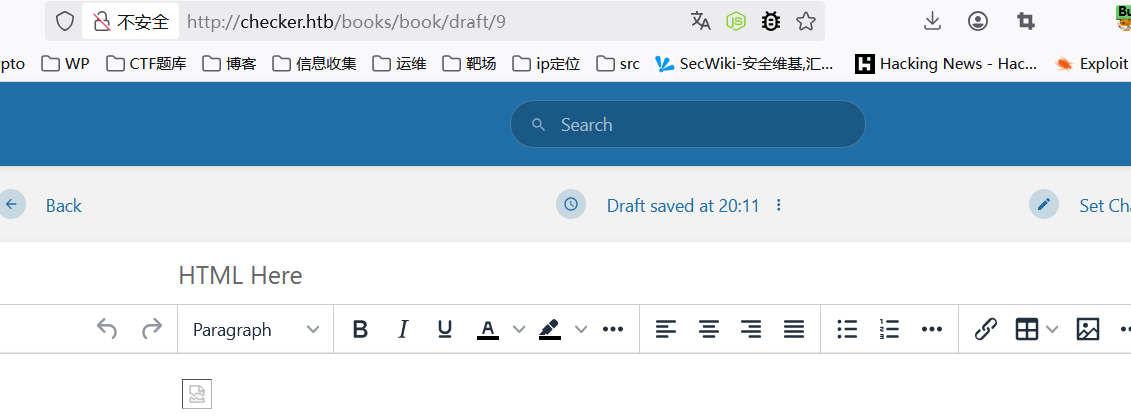 不安全 http://checker.htb/books/book/draft/9
pto WP CTF题库 博客 信息收集 运维 靶场 ip定位 src SecWiki-安全维基,汇... Hacking News - Hac... Exploit
Search
Back Draft saved at 20:11 Set Ch
HTML Here
Paragraph B I U A